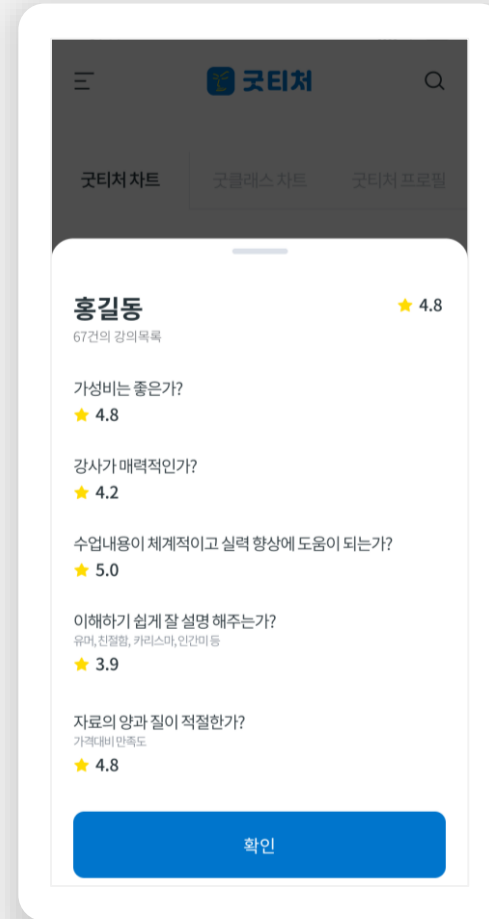 굿티처
굿티처 차트 굿클래스 차트 굿티처 프로필
홍길동 4.8
67건의 강의목록
가성비는 좋은가?
4.8
강사가 매력적인가?
4.2
수업내용이 체계적이고 실력 향상에 도움이 되는가?
5.0
이해하기 쉽게 잘 설명 해주는가?
유머, 친절함, 카리스마, 인간미 등
3.9
자료의 양과 질이 적절한가?
가격대비 만족도
4.8
확인